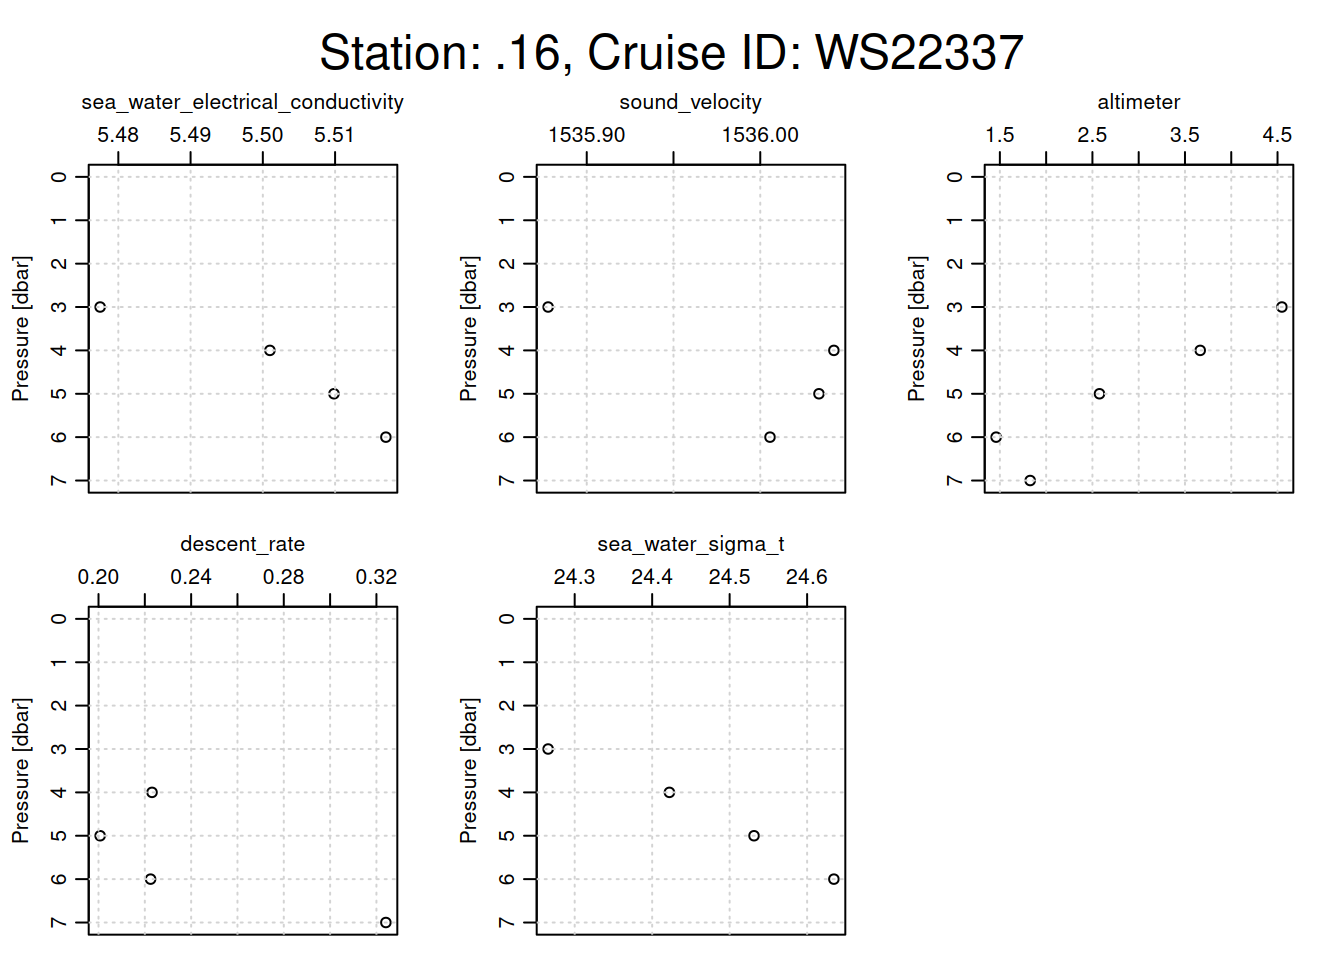 Station: .16, Cruise ID: WS22337
sea_water_electrical_conductivity
5.48 5.49 5.50 5.51
Pressure [dbar]
0
1
2
3
4
5
6
7
sound_velocity
1535.90 1536.00
Pressure [dbar]
0
1
2
3
4
5
6
7
altimeter
1.5 2.5 3.5 4.5
Pressure [dbar]
0
1
2
3
4
5
6
7
descent_rate
0.20 0.24 0.28 0.32
Pressure [dbar]
0
1
2
3
4
5
6
7
sea_water_sigma_t
24.3 24.4 24.5 24.6
Pressure [dbar]
0
1
2
3
4
5
6
7